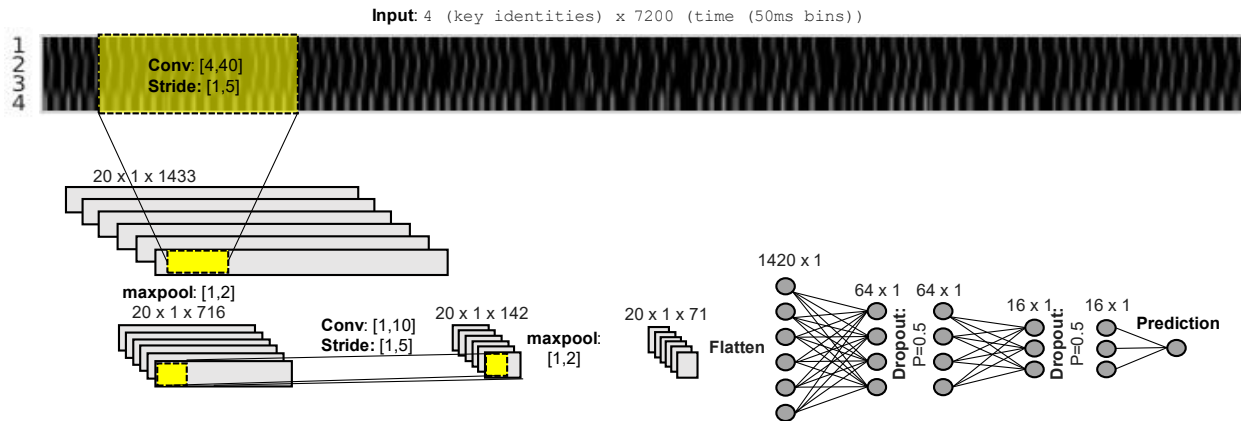 Input: 4 (key identities) x 7200 (time (50ms bins))
1
2
3
4
Conv: [4,40]
Stride: [1,5]
20 x 1 x 1433
maxpool: [1,2]
20 x 1 x 716
Conv: [1,10]
Stride: [1,5]
20 x 1 x 142
maxpool:
[1,2]
20 x 1 x 71
Flatten
1420 x 1
64 x 1
Dropout:
P=0.5
64 x 1
16 x 1
Dropout:
P=0.5
16 x 1
Prediction